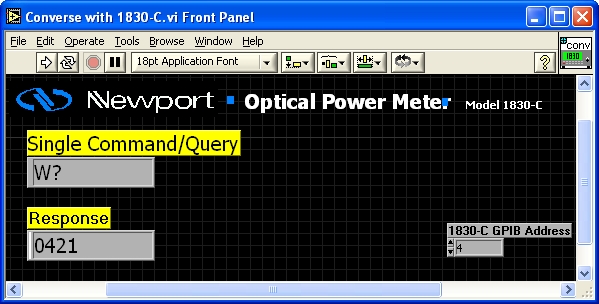 Converse with 1830-C.vi Front Panel
File Edit Operate Tools Browse Window Help
18pt Application Font
?
conv
1830
Newport Optical Power Meter Model 1830-C
Single Command/Query
W?
Response
0421
1830-C GPIB Address
4